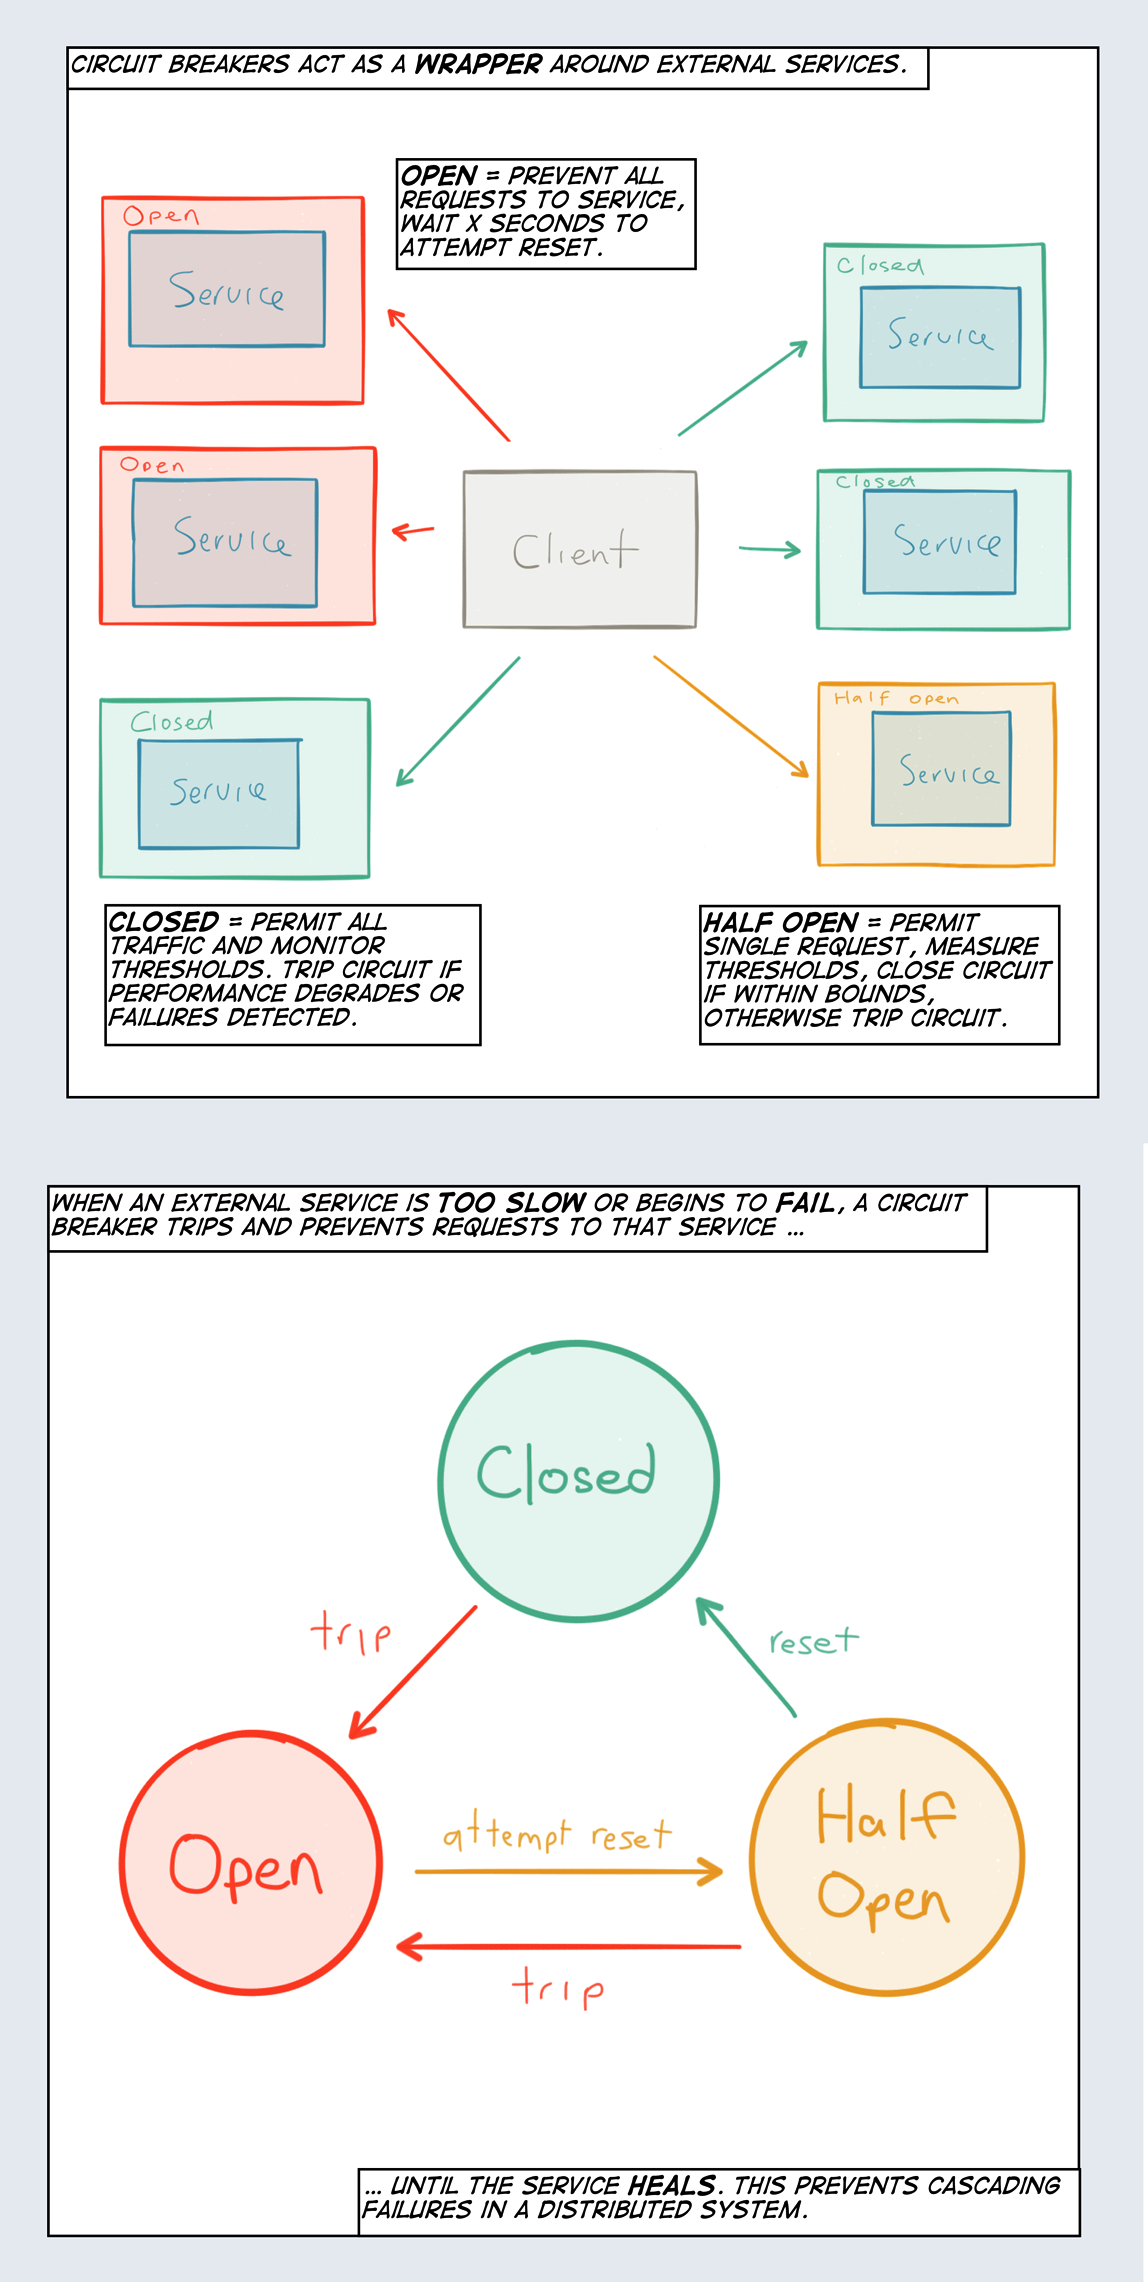 CIRCUIT BREAKERS ACT AS A WRAPPER AROUND EXTERNAL SERVICES.
OPEN = PREVENT ALL
REQUESTS TO SERVICE,
WAIT X SECONDS TO
ATTEMPT RESET.
Open
Service
Closed
Service
Open
Service
Client
Closed
Service
Closed
Service
Half open
Service
CLOSED = PERMIT ALL
TRAFFIC AND MONITOR
THRESHOLDS. TRIP CIRCUIT IF
PERFORMANCE DEGRADES OR
FAILURES DETECTED.
HALF OPEN = PERMIT
SINGLE REQUEST, MEASURE
THRESHOLDS, CLOSE CIRCUIT
IF WITHIN BOUNDS,
OTHERWISE TRIP CIRCUIT.
WHEN AN EXTERNAL SERVICE IS TOO SLOW OR BEGINS TO FAIL, A CIRCUIT
BREAKER TRIPS AND PREVENTS REQUESTS TO THAT SERVICE ...
Closed
trip
reset
Open
attempt reset
trip
Half
Open
... UNTIL THE SERVICE HEALS. THIS PREVENTS CASCADING
FAILURES IN A DISTRIBUTED SYSTEM.